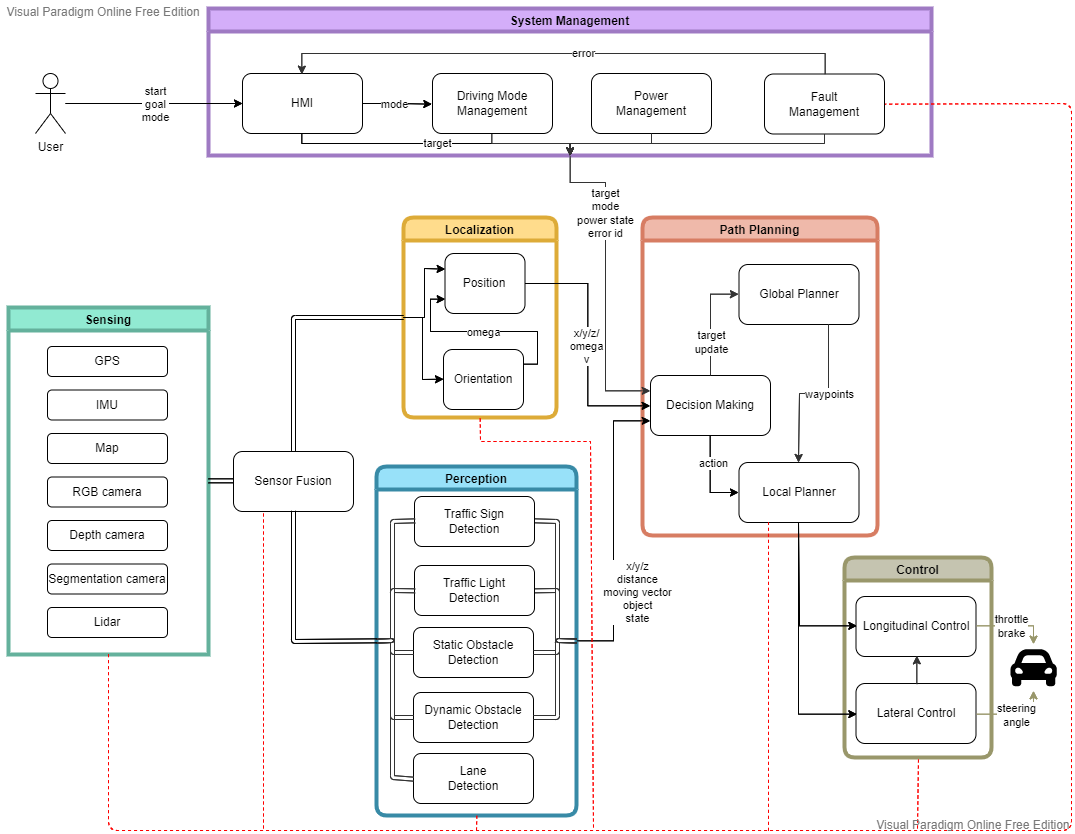 Visual Paradigm Online Free Edition
System Management
error
User
start
goal
mode
HMI
mode
Driving Mode
Management
Power
Management
Fault
Management
target
target
mode
power state
error id
Localization
Position
omega
Orientation
x/y/z/
omega
v
Path Planning
Global Planner
target
update
waypoints
Decision Making
action
Local Planner
Sensing
GPS
IMU
Map
RGB camera
Depth camera
Segmentation camera
Lidar
Sensor Fusion
Perception
Traffic Sign
Detection
Traffic Light
Detection
Static Obstacle
Detection
Dynamic Obstacle
Detection
Lane
Detection
x/y/z
distance
moving vector
object
state
Control
Longitudinal Control
throttle
brake
Lateral Control
steering
angle
Visual Paradigm Online Free Edition